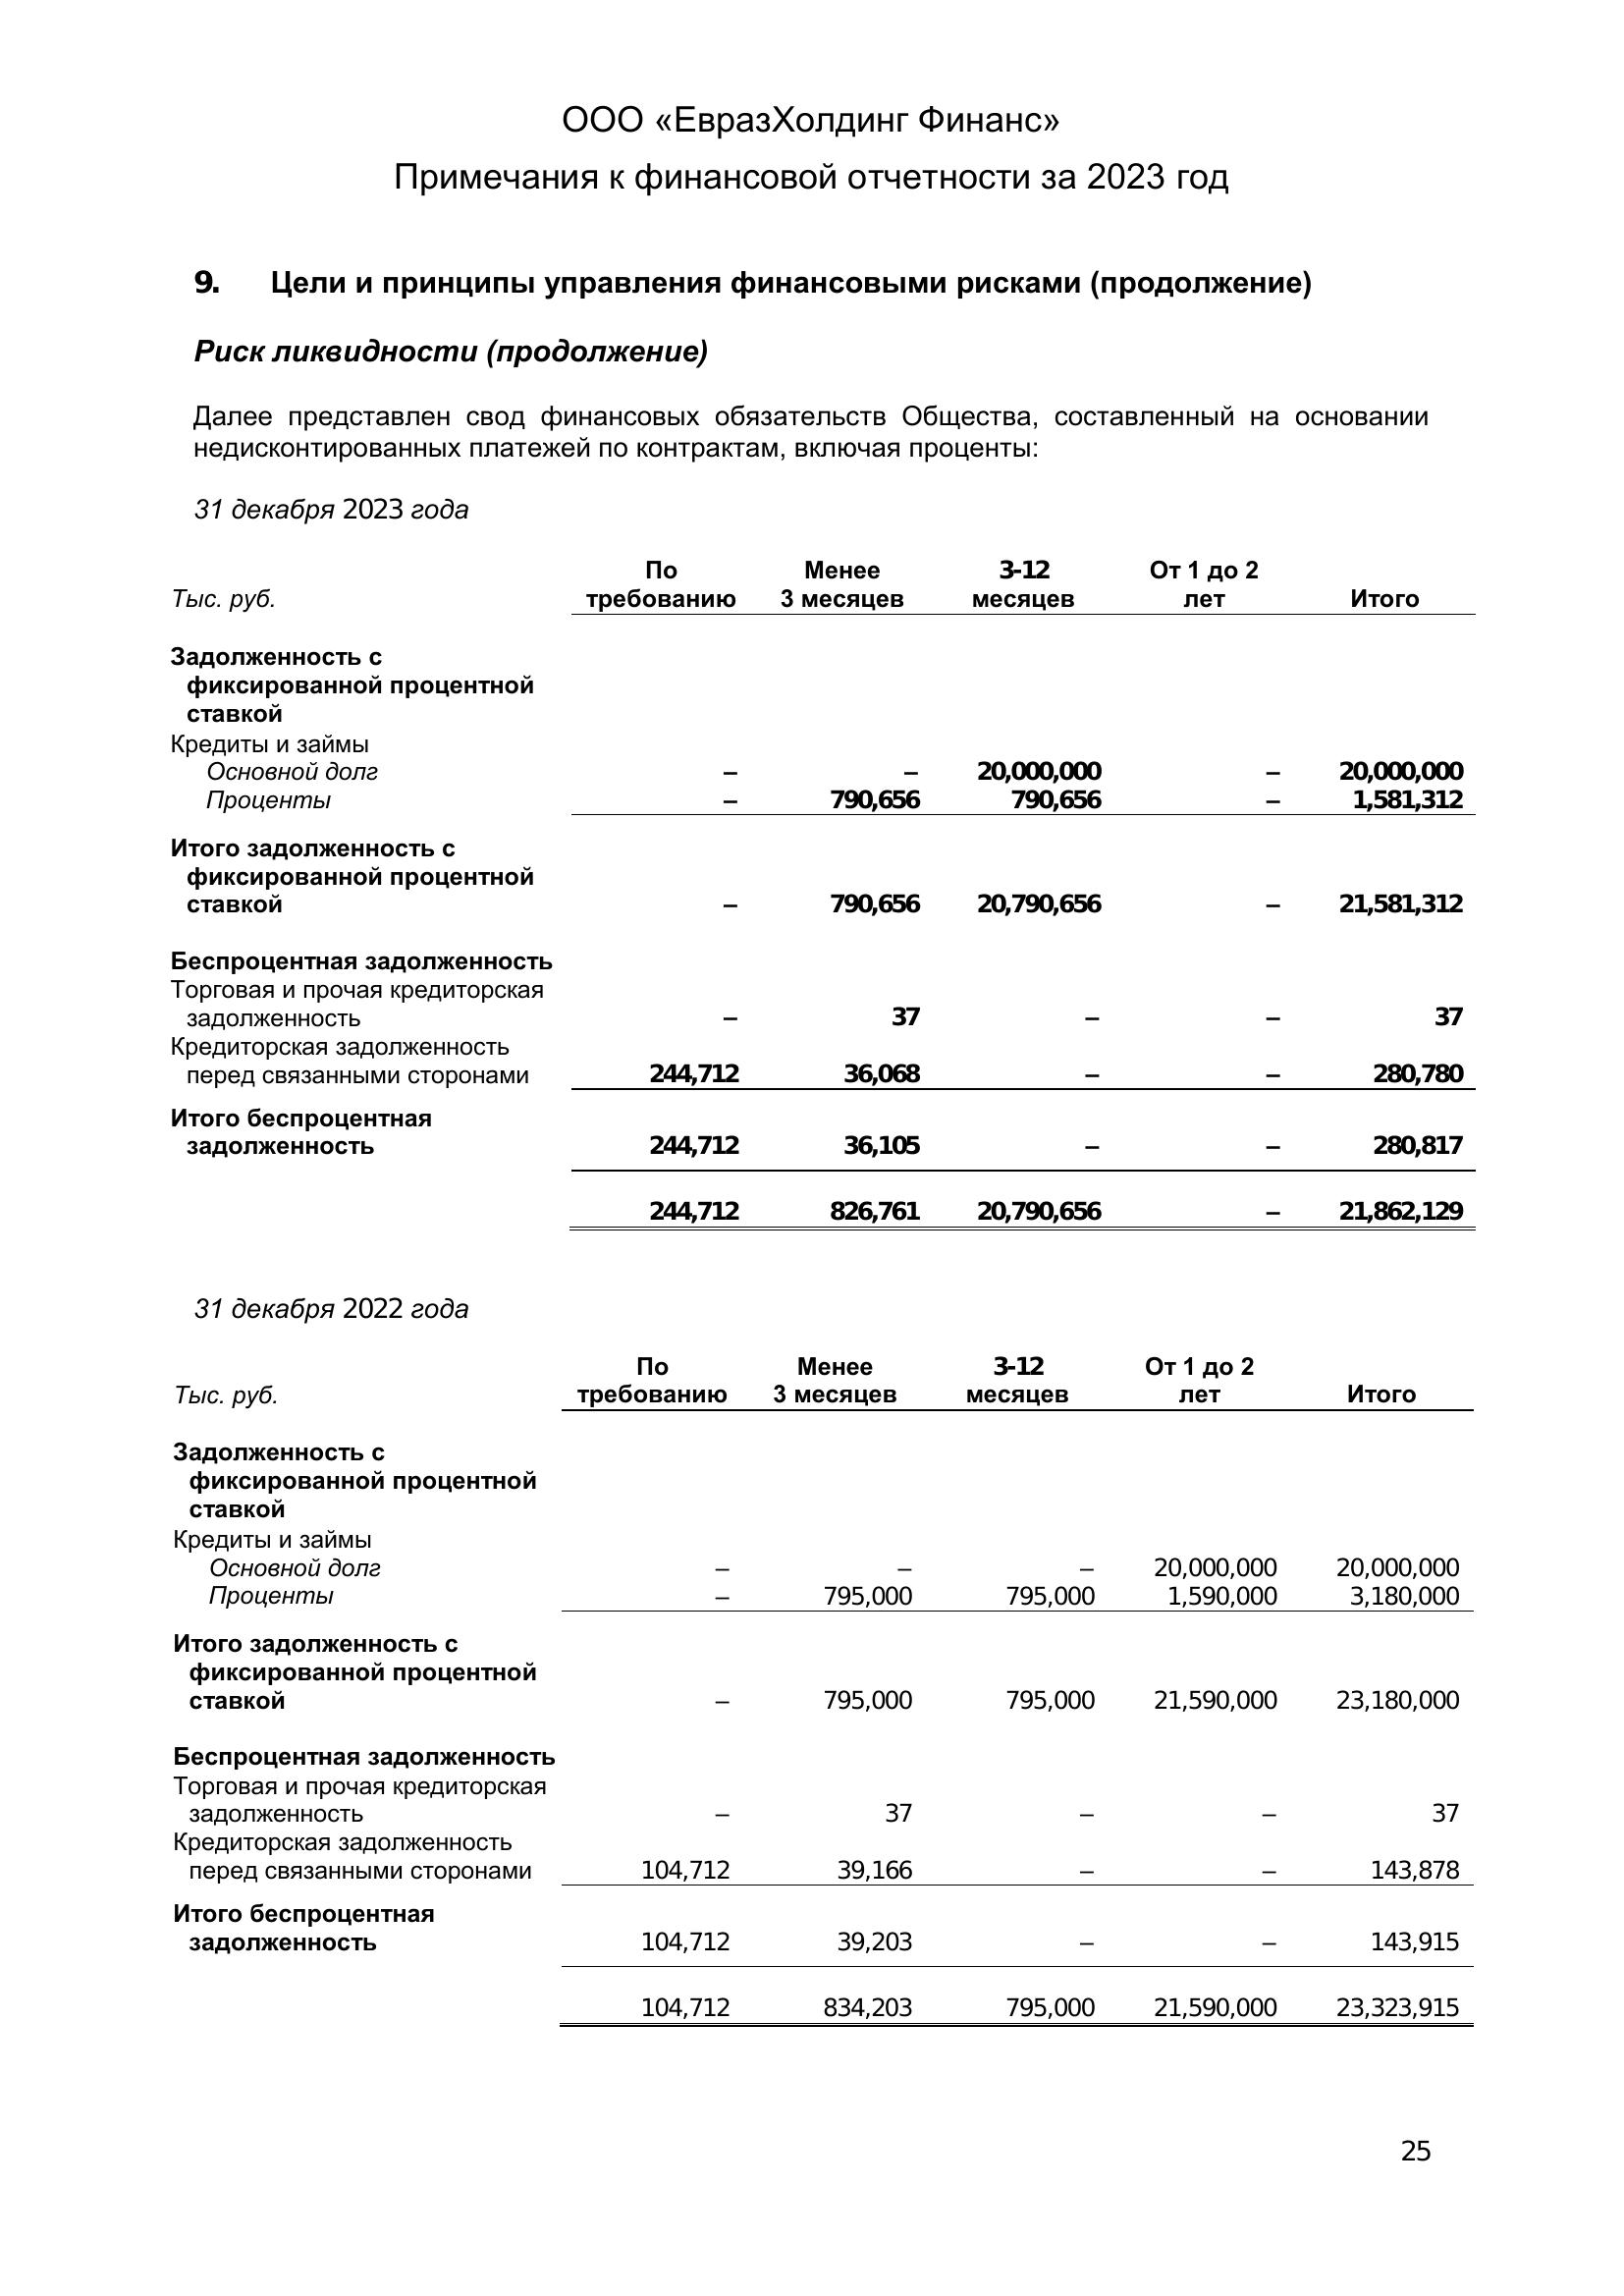 ООО «ЕвразХолдинг Финанс»
Примечания к финансовой отчетности за 2023 год
9. Цели и принципы управления финансовыми рисками (продолжение)
Риск ликвидности (продолжение)
Далее представлен свод финансовых обязательств Общества, составленный на основании
недисконтированных платежей по контрактам, включая проценты:
31 декабря 2023 года
По Менее 3-12 От 1 до 2
Тыс. руб. требованию 3 месяцев месяцев лет Итого
Задолженность с
фиксированной процентной
ставкой
Кредиты и займы
Основной долг – – 20,000,000 – 20,000,000
Проценты – 790,656 790,656 – 1,581,312
Итого задолженность с
фиксированной процентной
ставкой – 790,656 20,790,656 – 21,581,312
Беспроцентная задолженность
Торговая и прочая кредиторская
задолженность – 37 – – 37
Кредиторская задолженность
перед связанными сторонами 244,712 36,068 – – 280,780
Итого беспроцентная
задолженность 244,712 36,105 – – 280,817
244,712 826,761 20,790,656 – 21,862,129
31 декабря 2022 года
По Менее 3-12 От 1 до 2
Тыс. руб. требованию 3 месяцев месяцев лет Итого
Задолженность с
фиксированной процентной
ставкой
Кредиты и займы
Основной долг – – – 20,000,000 20,000,000
Проценты – 795,000 795,000 1,590,000 3,180,000
Итого задолженность с
фиксированной процентной
ставкой – 795,000 795,000 21,590,000 23,180,000
Беспроцентная задолженность
Торговая и прочая кредиторская
задолженность – 37 – – 37
Кредиторская задолженность
перед связанными сторонами 104,712 39,166 – – 143,878
Итого беспроцентная
задолженность 104,712 39,203 – – 143,915
104,712 834,203 795,000 21,590,000 23,323,915
25